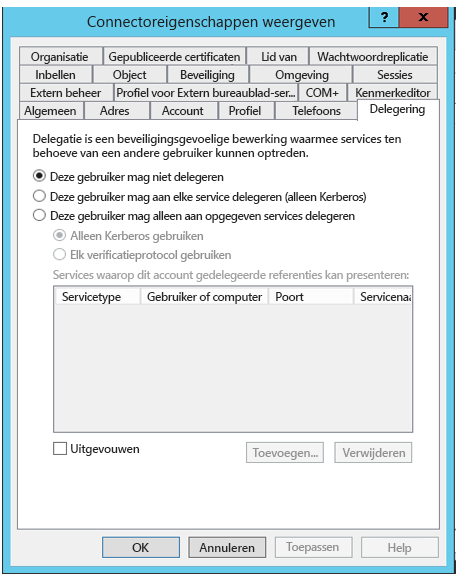 Connectoreigenschappen weergeven
? x
Organisatie Gepubliceerde certificaten Lid van Wachtwoordreplicatie
Inbellen Object Beveiliging Omgeving Sessies
Extern beheer Profiel voor Extern bureaublad-ser... COM+ Kenmerkeditor
Algemeen Adres Account Profiel Telefoons Delegering
Delegatie is een beveiligingsgevoelige bewerking waarmee services ten
behoeve van een andere gebruiker kunnen optreden.
Deze gebruiker mag niet delegeren
Deze gebruiker mag aan elke service delegeren (alleen Kerberos)
Deze gebruiker mag alleen aan opgegeven services delegeren
Alleen Kerberos gebruiken
Elk verificatieprotocol gebruiken
Services waarop dit account gedelegeerde referenties kan presenteren:
Servicetype Gebruiker of computer Poort Servicenaa
Uitgevouwen Toevoegen... Verwijderen
OK Annuleren Toepassen Help